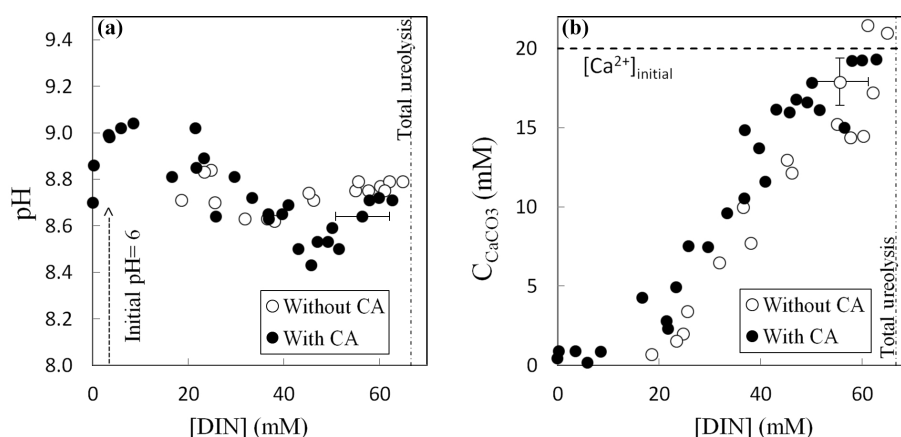 (a)
9.4
9.2
9.0
8.8
8.6
8.4
8.2
8.0
pH
Initial pH= 6
Total ureolysis
Without CA
With CA
0
20
40
60
[DIN] (mM)
(b)
20
15
10
5
0
C_CaCO3 (mM)
[Ca²⁺]initial
Total ureolysis
Without CA
With CA
0
20
40
60
[DIN] (mM)